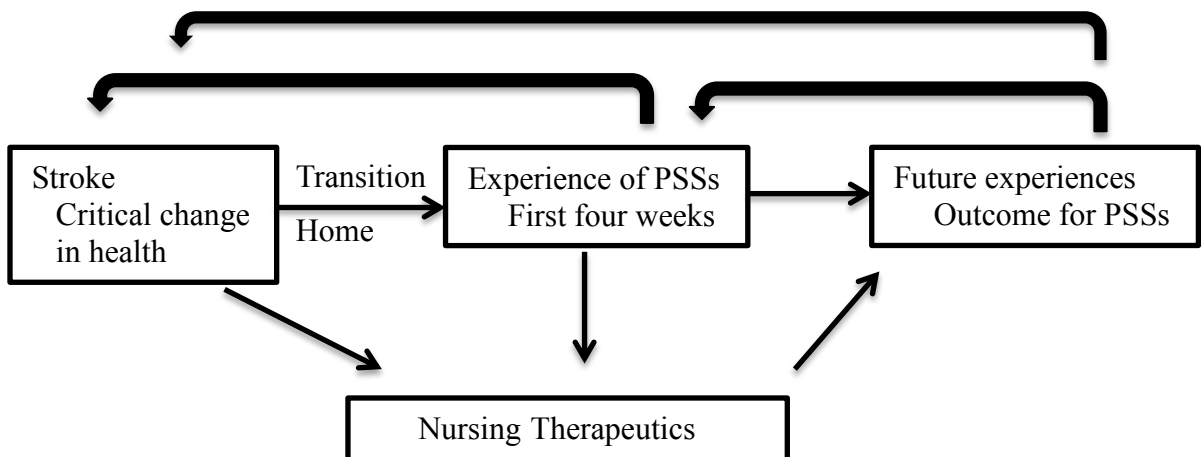 Stroke
Critical change
in health
Transition
Home
Experience of PSSs
First four weeks
Future experiences
Outcome for PSSs
Nursing Therapeutics